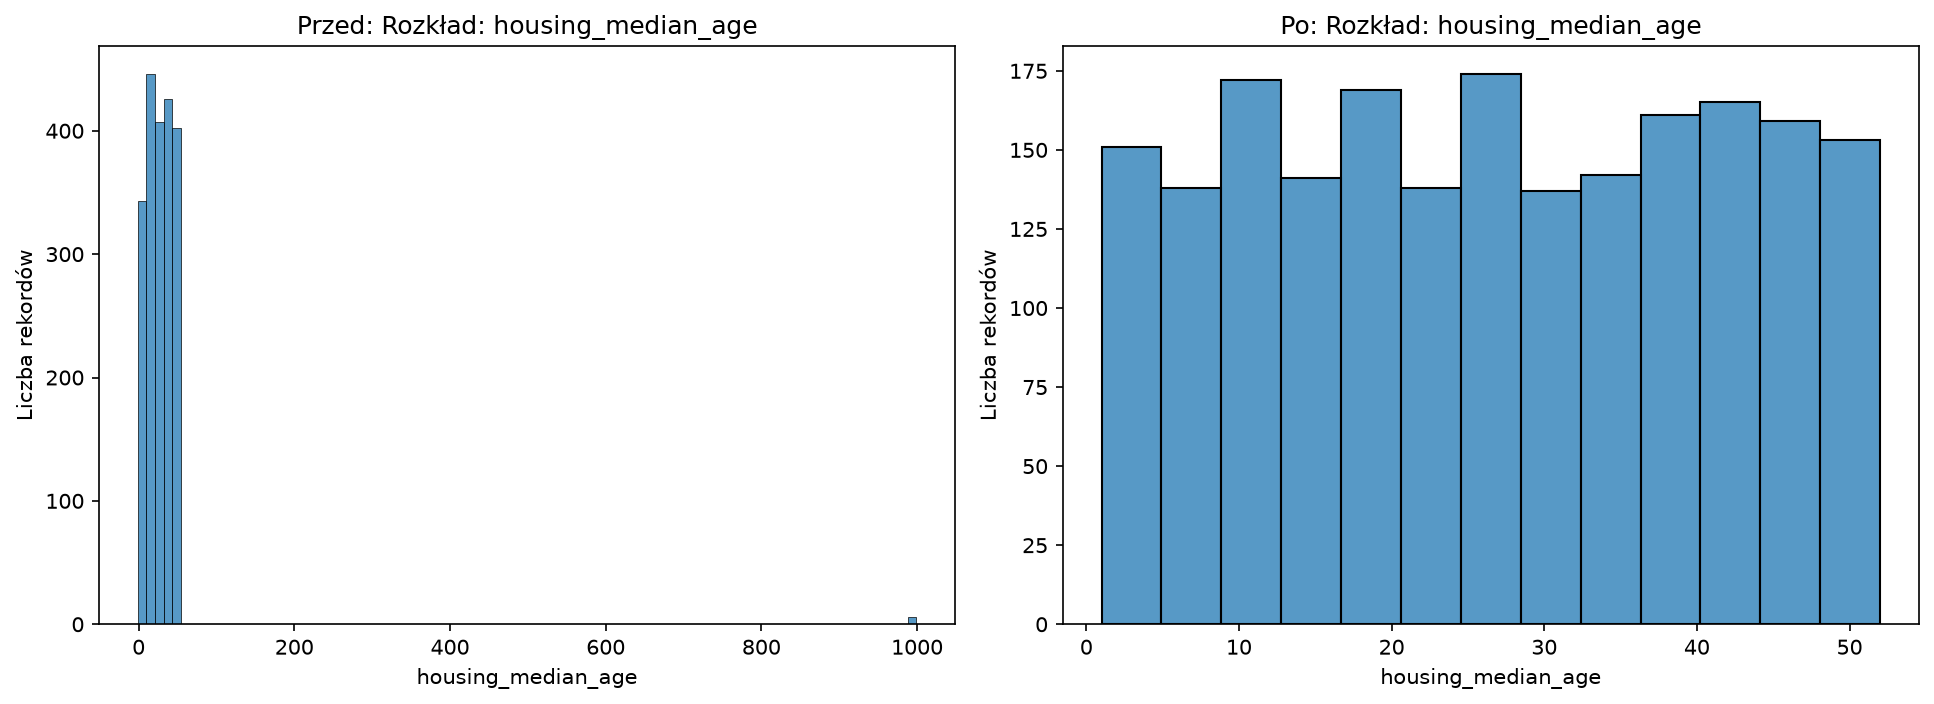 Przed: Rozkład: housing_median_age
400
300
200
100
0
Liczba rekordów
0 200 400 600 800 1000
housing_median_age
Po: Rozkład: housing_median_age
175
150
125
100
75
50
25
0
Liczba rekordów
0 10 20 30 40 50
housing_median_age